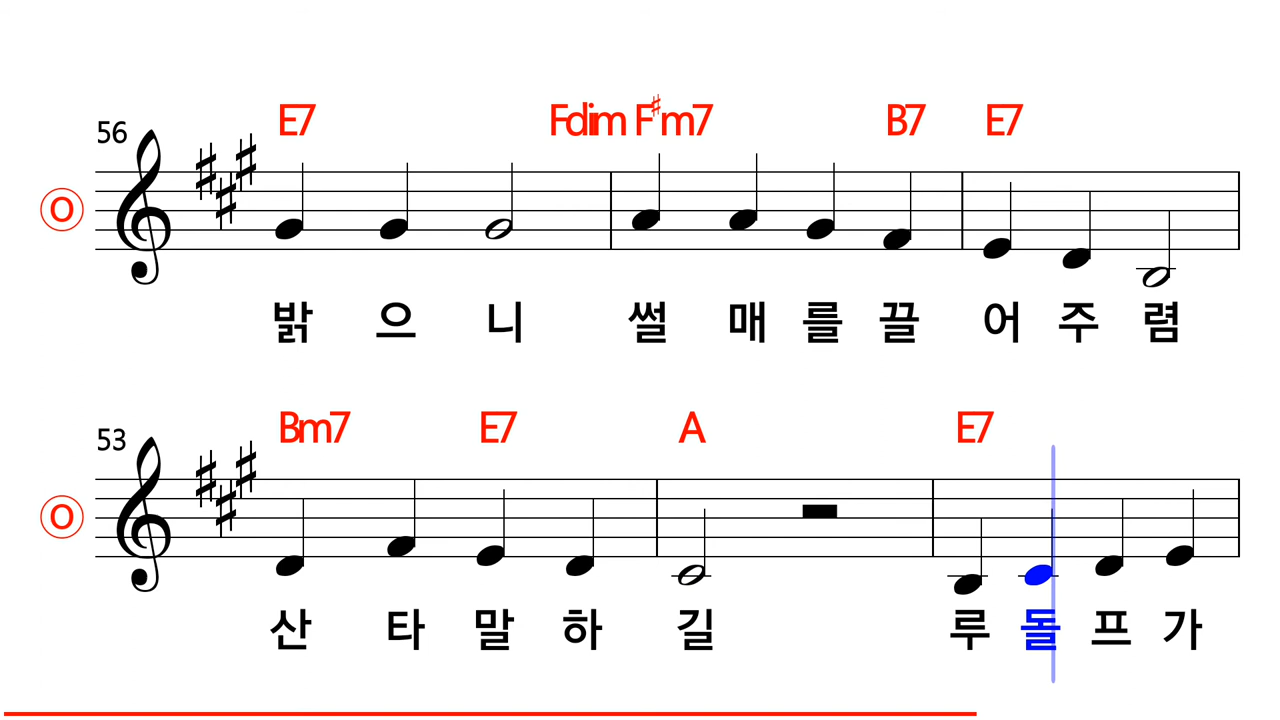 E7 Fdim F♯m7 B7 E7
56
O
밝 으 니 썰 매 를 끌 어 주 렴
Bm7 E7 A E7
53
O
산 타 말 하 길 루 돌 프 가